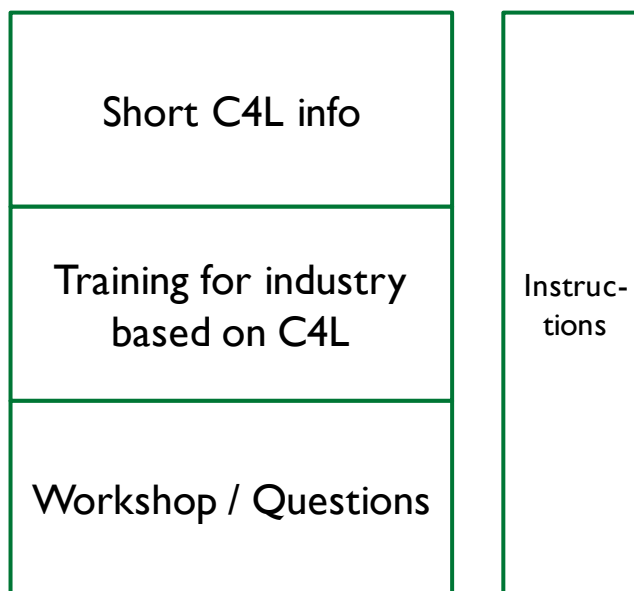 Short C4L info
Training for industry
based on C4L
Workshop / Questions
Instruc-
tions